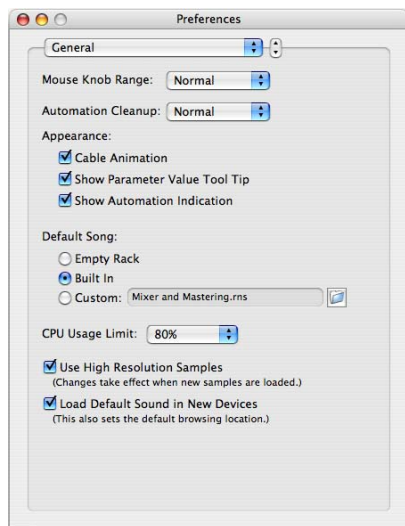 Preferences
General
Mouse Knob Range: Normal
Automation Cleanup: Normal
Appearance:
Cable Animation
Show Parameter Value Tool Tip
Show Automation Indication
Default Song:
Empty Rack
Built In
Custom: Mixer and Mastering.rns
CPU Usage Limit: 80%
Use High Resolution Samples
(Changes take effect when new samples are loaded.)
Load Default Sound in New Devices
(This also sets the default browsing location.)